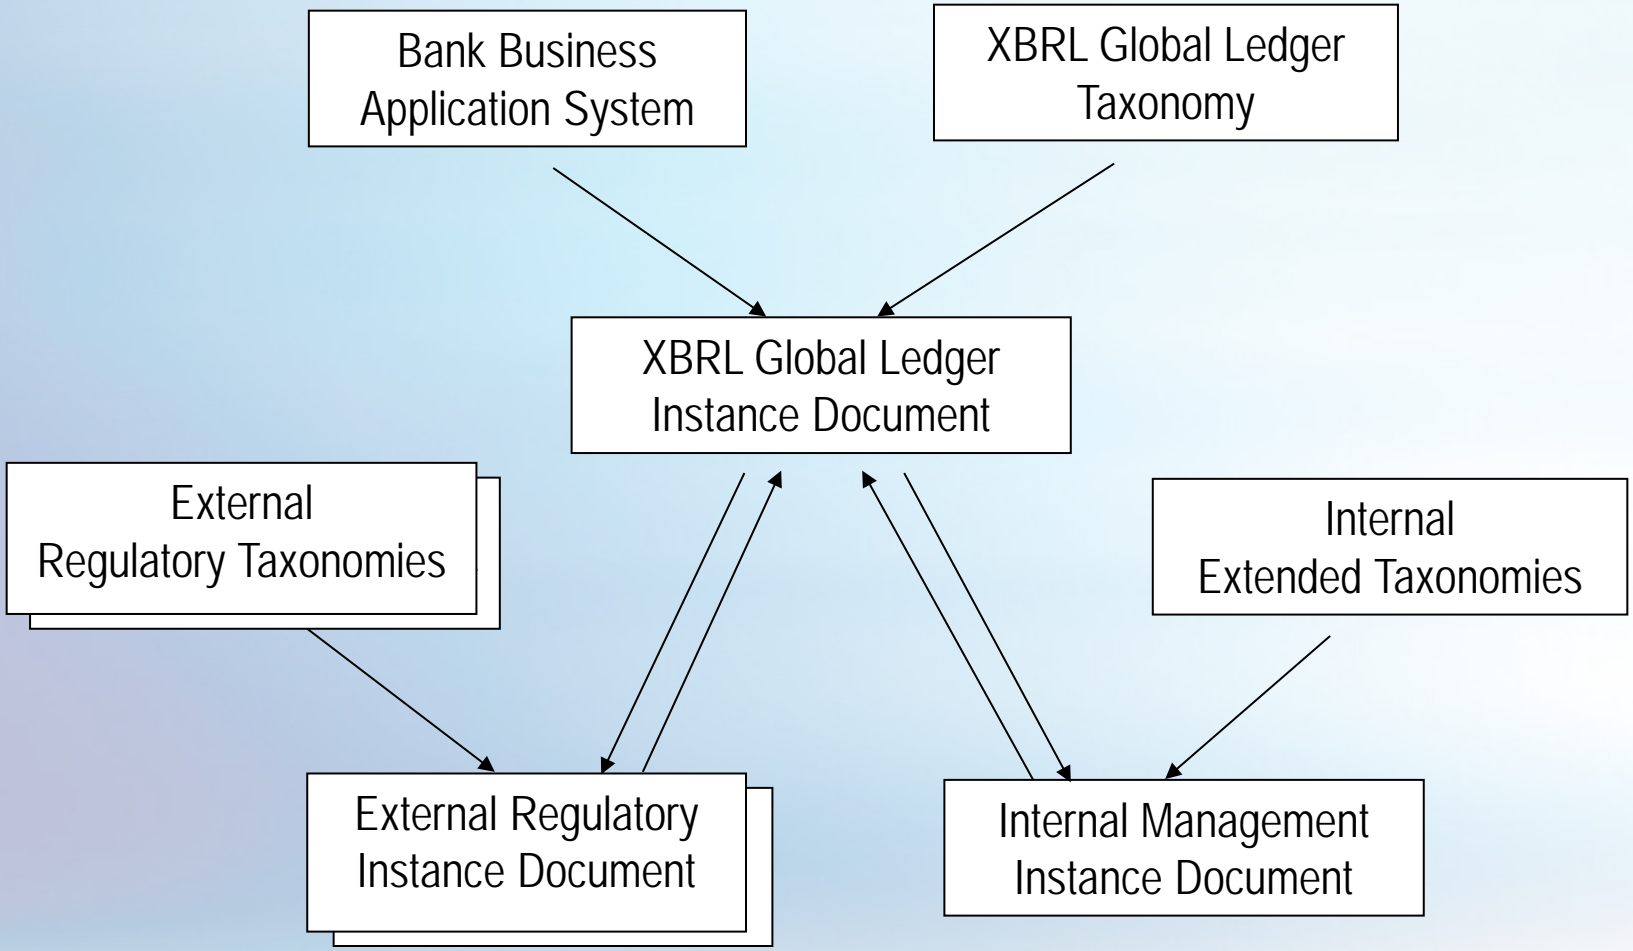 Bank Business
Application System
XBRL Global Ledger
Taxonomy
XBRL Global Ledger
Instance Document
External
Regulatory Taxonomies
Internal
Extended Taxonomies
External Regulatory
Instance Document
Internal Management
Instance Document